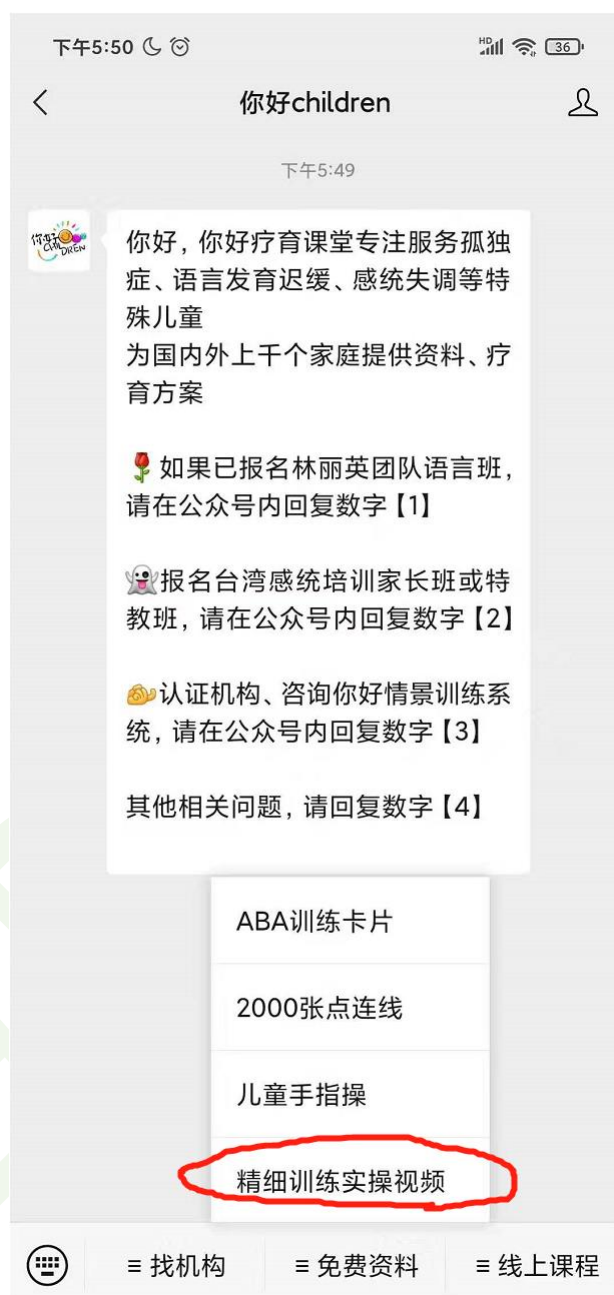 下午5:50
HD
36
你好children
下午5:49
你好
CHILDREN
你好，你好疗育课堂专注服务孤独
症、语言发育迟缓、感统失调等特
殊儿童
为国内外上千个家庭提供资料、疗
育方案
如果已报名林丽英团队语言班，
请在公众号内回复数字【1】
报名台湾感统培训家长班或特
教班，请在公众号内回复数字【2】
认证机构、咨询你好情景训练系
统，请在公众号内回复数字【3】
其他相关问题，请回复数字【4】
ABA训练卡片
2000张点连线
儿童手指操
精细训练实操视频
≡ 找机构
≡ 免费资料
≡ 线上课程